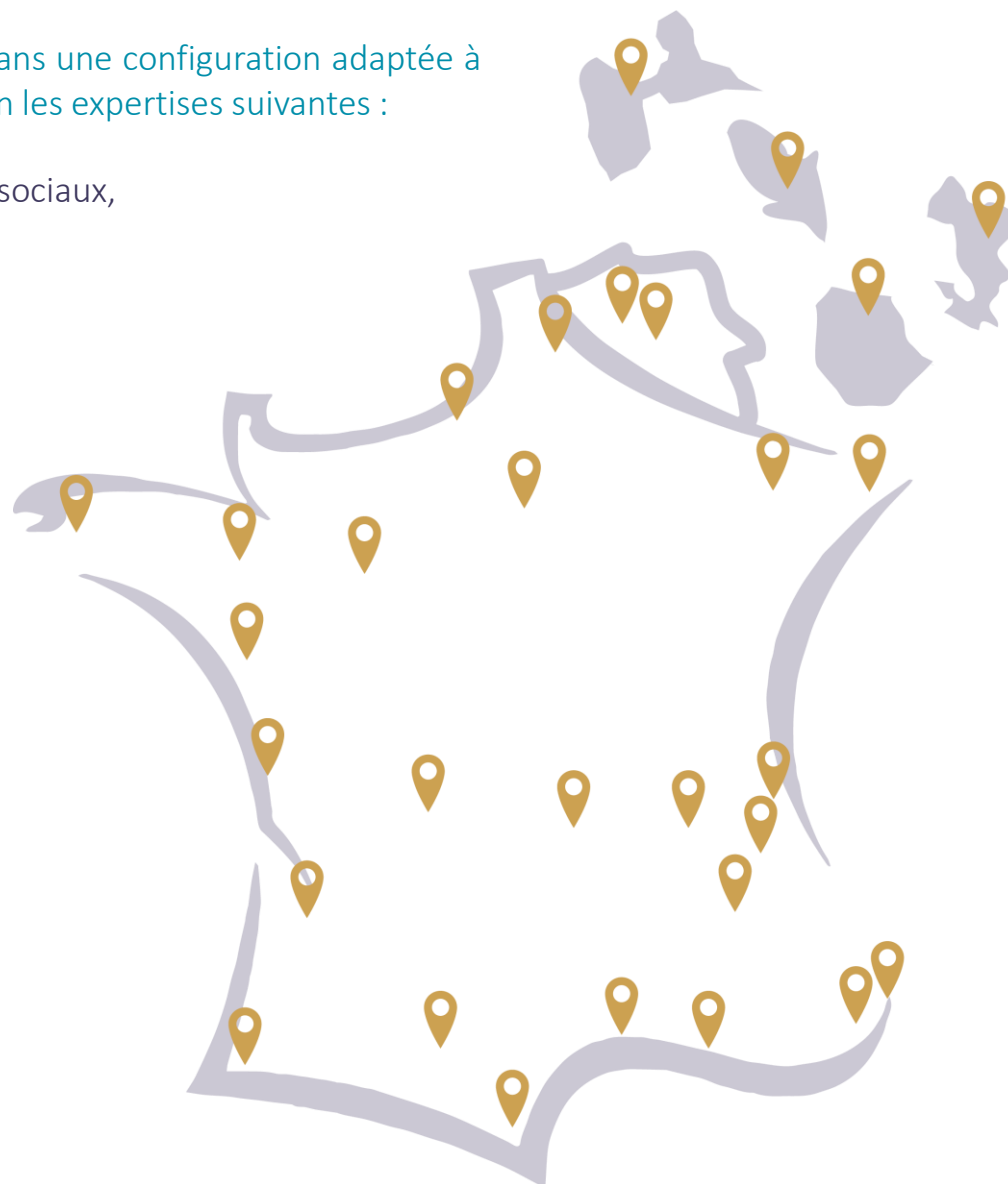 ans une configuration adaptée à
n les expertises suivantes :
sociaux,